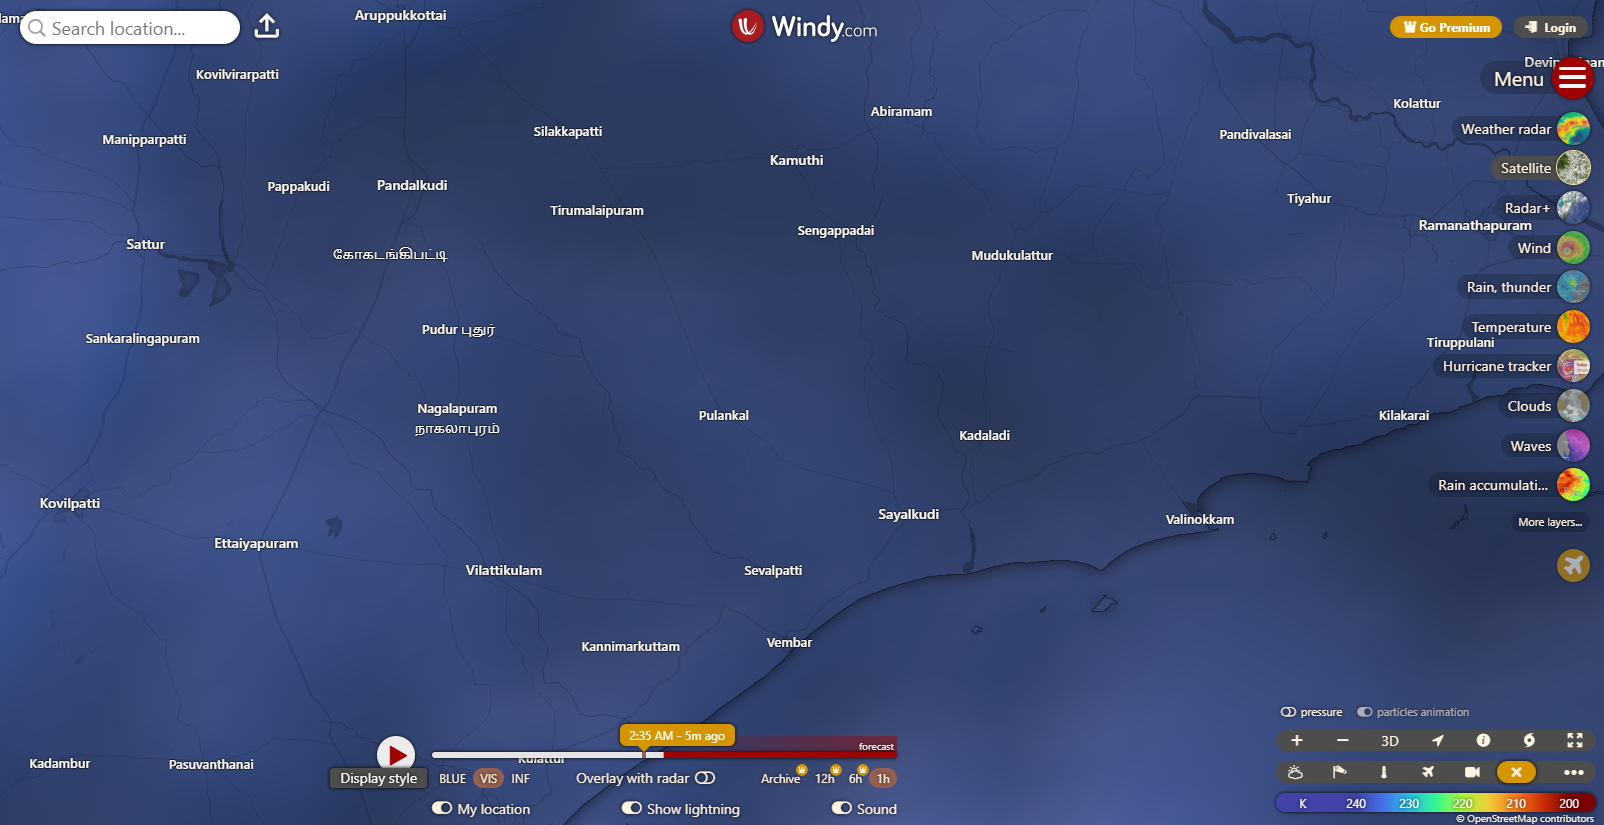 Aruppukkottai
Search location...
Windy.com
Go Premium
Login
Menu
Kovilvirarpatti
Abiramam
Kolattur
Manipparpatti
Silakkapatti
Pandivalasai
Weather radar
Kamuthi
Satellite
Pappakudi
Pandalkudi
Tirumalaipuram
Tiyahur
Radar+
Ramanathapuram
Sengappadai
Sattur
கோகடங்கிபட்டி
Mudukulattur
Wind
Rain, thunder
Pudur புதுர்
Temperature
Sankaralingapuram
Tiruppulani
Hurricane tracker
Nagalapuram
நாகலாபுரம்
Pulankal
Kilakarai
Clouds
Kadaladi
Waves
Rain accumulati...
Kovilpatti
Sayalkudi
Valinokkam
More layers...
Ettaiyapuram
Vilattikulam
Sevalpatti
Kannimarkuttam
Vembar
pressure
particles animation
2:35 AM - 5m ago
forecast
3D
Kadambur
Pasuvanthanai
Kulattur
Display style
BLUE
VIS
INF
Overlay with radar
Archive
12h
6h
1h
My location
Show lightning
Sound
K 240 230 220 210 200
© OpenStreetMap contributors